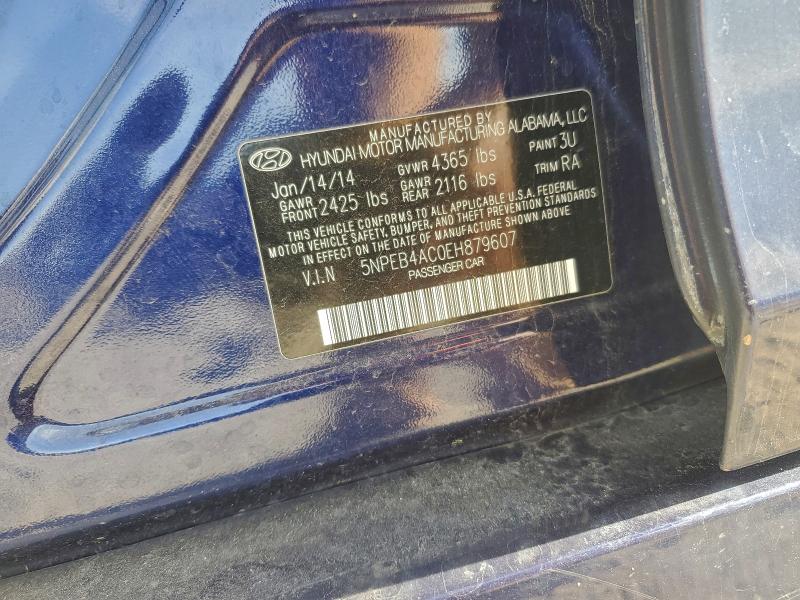 MANUFACTURED BY
HYUNDAI MOTOR MANUFACTURING ALABAMA, LLC
Jan/14/14 GVWR 4365 lbs PAINT 3U
GAWR FRONT 2425 lbs GAWR REAR 2116 lbs TRIM RA
THIS VEHICLE CONFORMS TO ALL APPLICABLE U.S.A. FEDERAL
MOTOR VEHICLE SAFETY, BUMPER, AND THEFT PREVENTION STANDARDS
IN EFFECT ON THE DATE OF MANUFACTURE SHOWN ABOVE
V.I.N 5NPEB4AC0EH879607
PASSENGER CAR